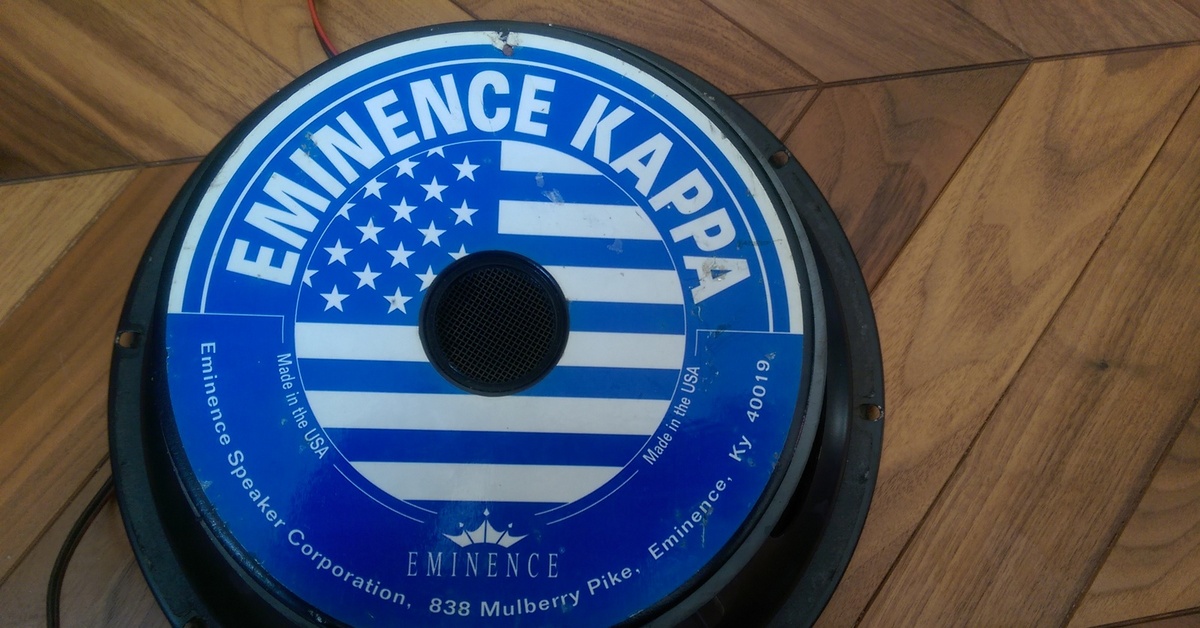 EMINENCE KAPPA
Made in the USA
Made in the USA
EMINENCE
Eminence Speaker Corporation, 838 Mulberry Pike, Eminence, Ky 40019